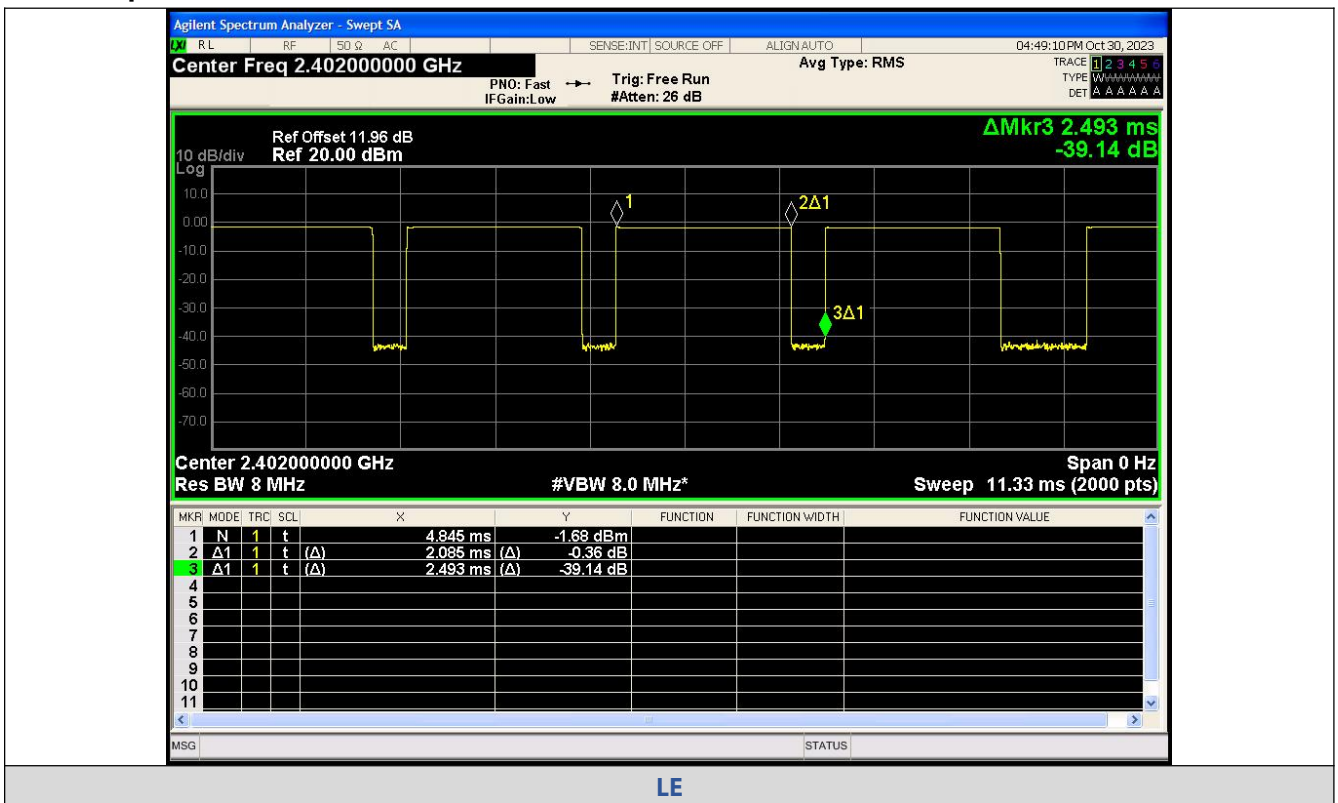 Agilent Spectrum Analyzer - Swept SA
LXI RL RF 50 Ω AC SENSE:INT SOURCE OFF ALIGN AUTO 04:49:10 PM Oct 30, 2023
Center Freq 2.402000000 GHz Avg Type: RMS TRACE 1 2 3 4 5 6
PNO: Fast Trig: Free Run TYPE
IFGain:Low #Atten: 26 dB DET A A A A A A
ΔMkr3 2.493 ms
Ref Offset 11.96 dB
10 dB/div Ref 20.00 dBm -39.14 dB
Log
10.0
1
2Δ1
0.00
-10.0
-20.0
-30.0
3Δ1
-40.0
-50.0
-60.0
-70.0
Center 2.402000000 GHz Span 0 Hz
Res BW 8 MHz #VBW 8.0 MHz* Sweep 11.33 ms (2000 pts)
MKR MODE TRC SCL X Y FUNCTION FUNCTION WIDTH FUNCTION VALUE
1 N 1 t 4.845 ms -1.68 dBm
2 Δ1 1 t (Δ) 2.085 ms (Δ) -0.36 dB
3 Δ1 1 t (Δ) 2.493 ms (Δ) -39.14 dB
4
5
6
7
8
9
10
11
MSG STATUS
LE